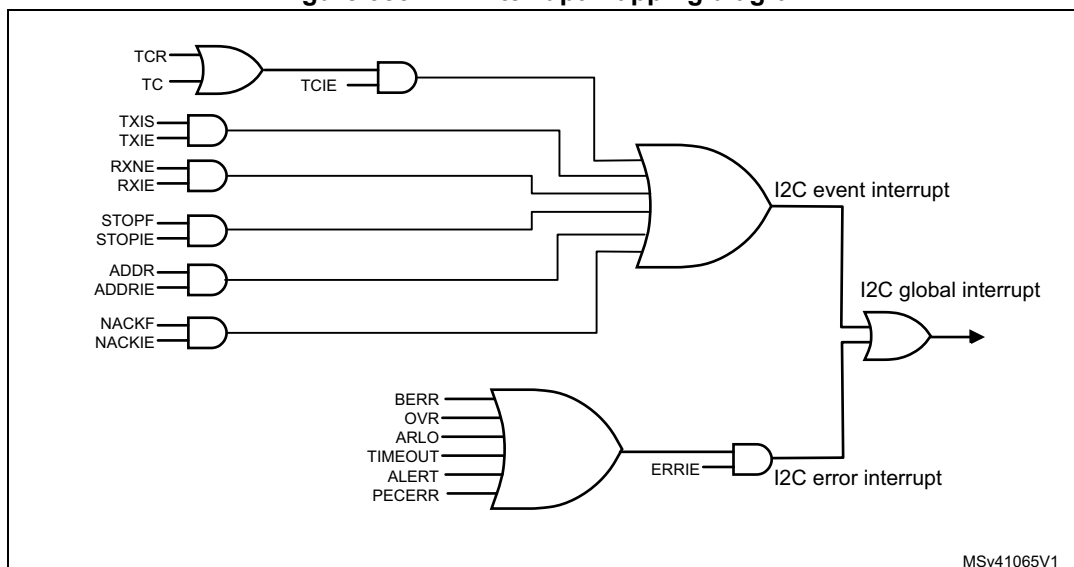 TCR
TC
TCIE
TXIS
TXIE
RXNE
RXIE
STOPF
STOPIE
ADDR
ADDRIE
NACKF
NACKIE
I2C event interrupt
I2C global interrupt
BERR
OVR
ARLO
TIMEOUT
ALERT
PECERR
ERRIE
I2C error interrupt
MSv41065V1